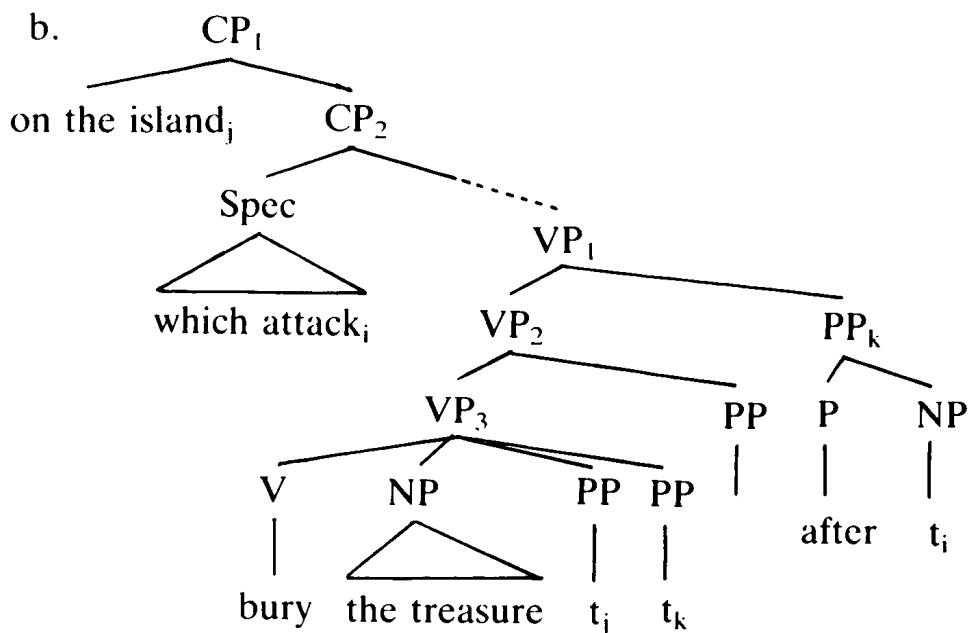 b.
CP₁
on the islandⱼ CP₂
Spec
VP₁
which attackᵢ
VP₂ PPₖ
VP₃ PP P NP
V NP PP PP
after tᵢ
bury the treasure tⱼ tₖ